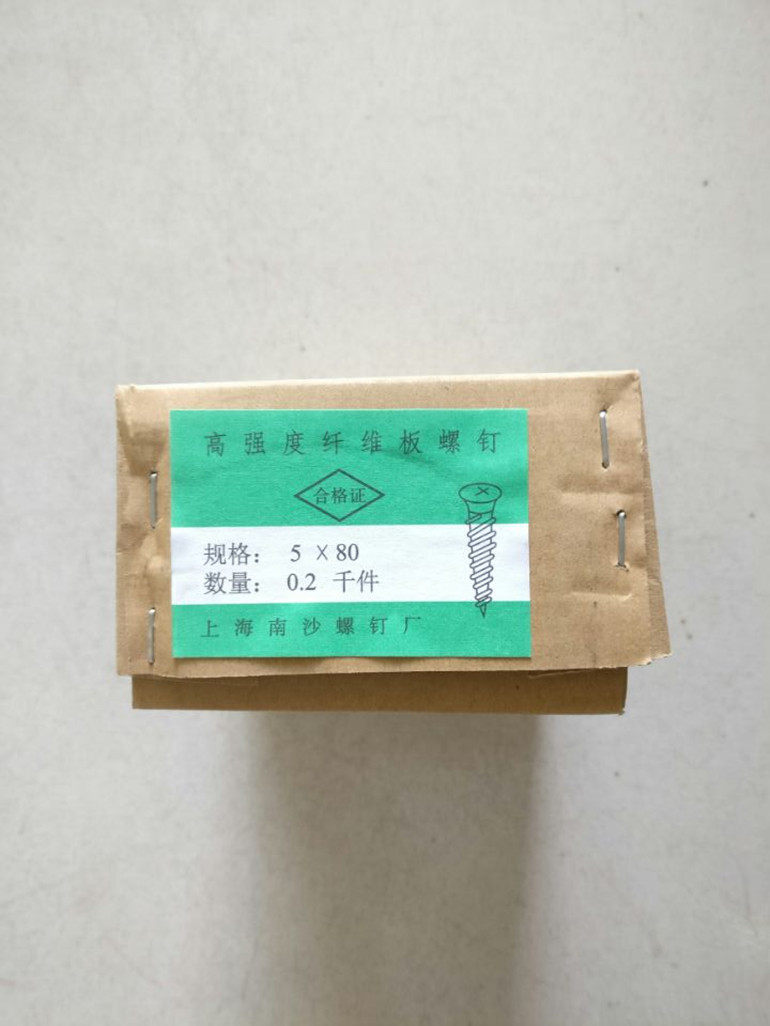 高强度纤维板螺钉
合格证
规格： 5 ×80
数量： 0.2 千件
上海南沙螺钉厂